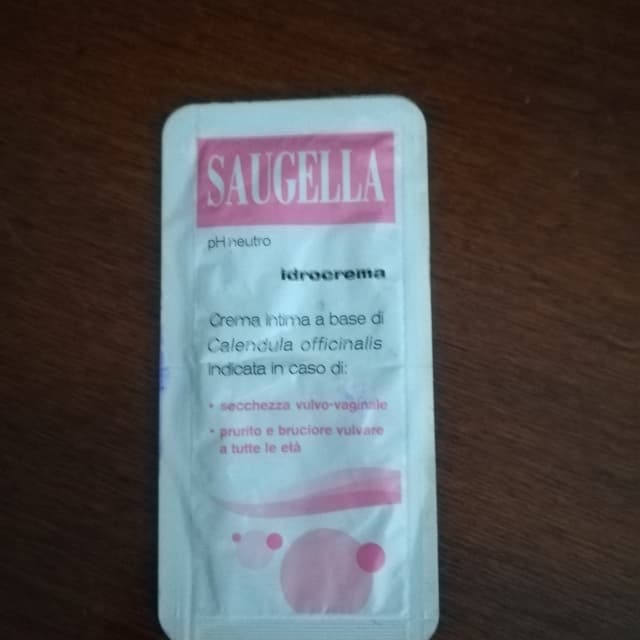 SAUGELLA
pH neutro
Idrocrema
Crema intima a base di
Calendula officinalis
indicata in caso di:
• secchezza vulvo-vaginale
• prurito e bruciore vulvare
a tutte le età